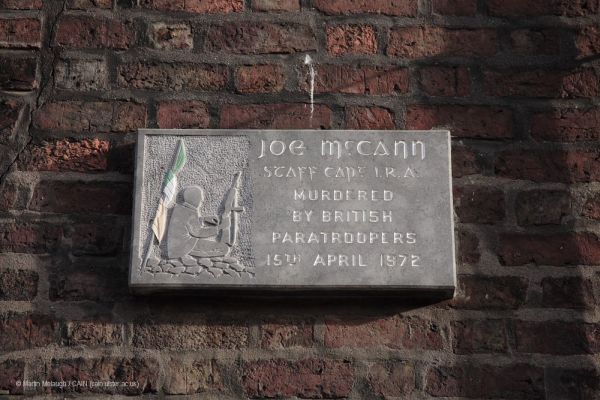 JOE McCANN
STAFF CAPT I.R.A.
MURDERED
BY BRITISH
PARATROOPERS
15TH APRIL 1972
© Martin Melaugh / CAIN (cain.ulster.ac.uk)